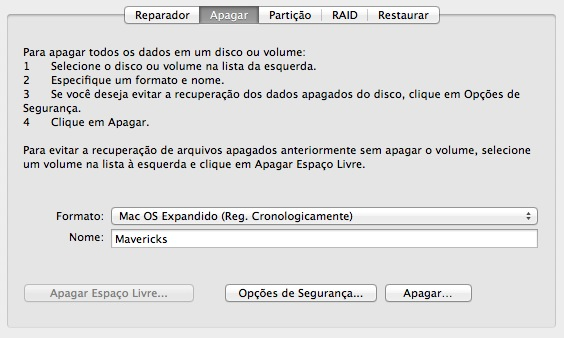 Reparador Apagar Partição RAID Restaurar
Para apagar todos os dados em um disco ou volume:
1 Selecione o disco ou volume na lista da esquerda.
2 Especifique um formato e nome.
3 Se você deseja evitar a recuperação dos dados apagados do disco, clique em Opções de
Segurança.
4 Clique em Apagar.
Para evitar a recuperação de arquivos apagados anteriormente sem apagar o volume, selecione
um volume na lista à esquerda e clique em Apagar Espaço Livre.
Formato: Mac OS Expandido (Reg. Cronologicamente)
Nome: Mavericks
Apagar Espaço Livre... Opções de Segurança... Apagar...